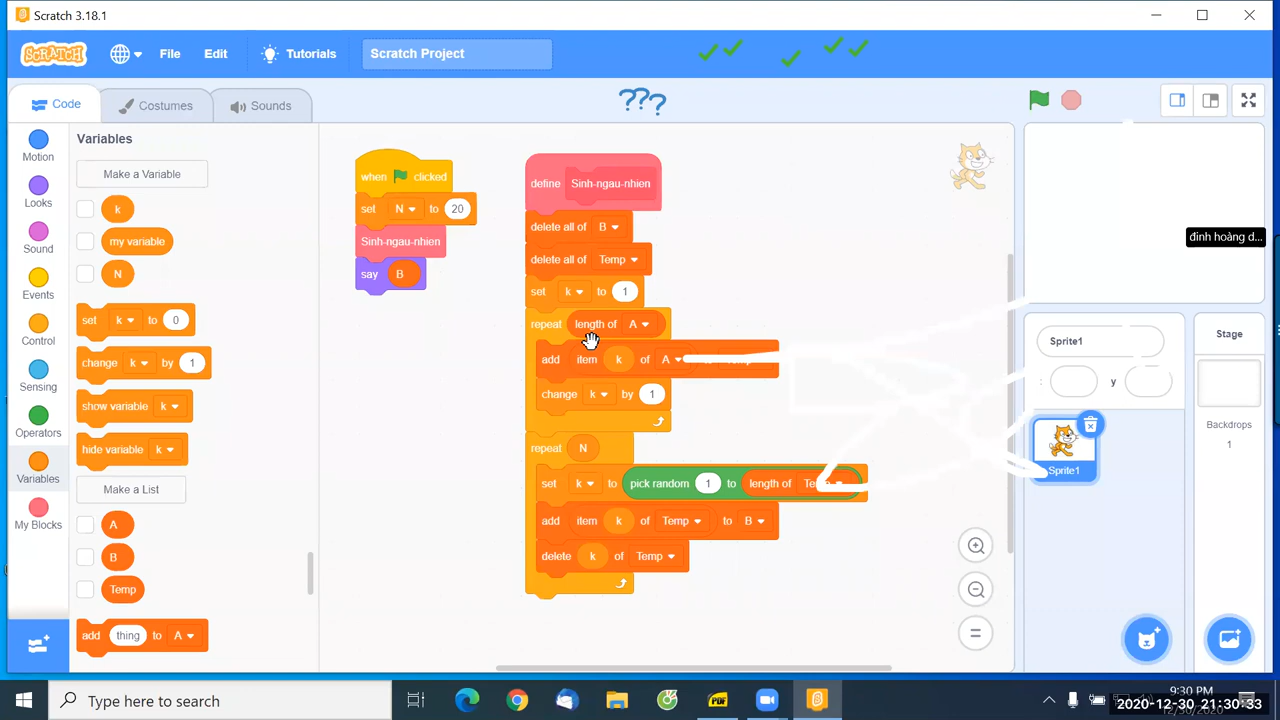 Scratch 3.18.1
SCRATCH
File
Edit
Tutorials
Scratch Project
Code
Costumes
Sounds
???
Motion
Looks
Sound
Events
Control
Sensing
Operators
Variables
My Blocks
Variables
Make a Variable
k
my variable
N
set k to 0
change k by 1
show variable k
hide variable k
Make a List
A
B
Temp
add thing to A
when clicked
set N to 20
Sinh-ngau-nhien
say B
define Sinh-ngau-nhien
delete all of B
delete all of Temp
set k to 1
repeat length of A
add item k of A
change k by 1
repeat N
set k to pick random 1 to length of
add item k of Temp to B
delete k of Temp
đinh hoàng d...
Sprite1
: y
Sprite1
Stage
Backdrops
1
Type here to search
PDF
9:30 PM
2020-12-30 21:30:33